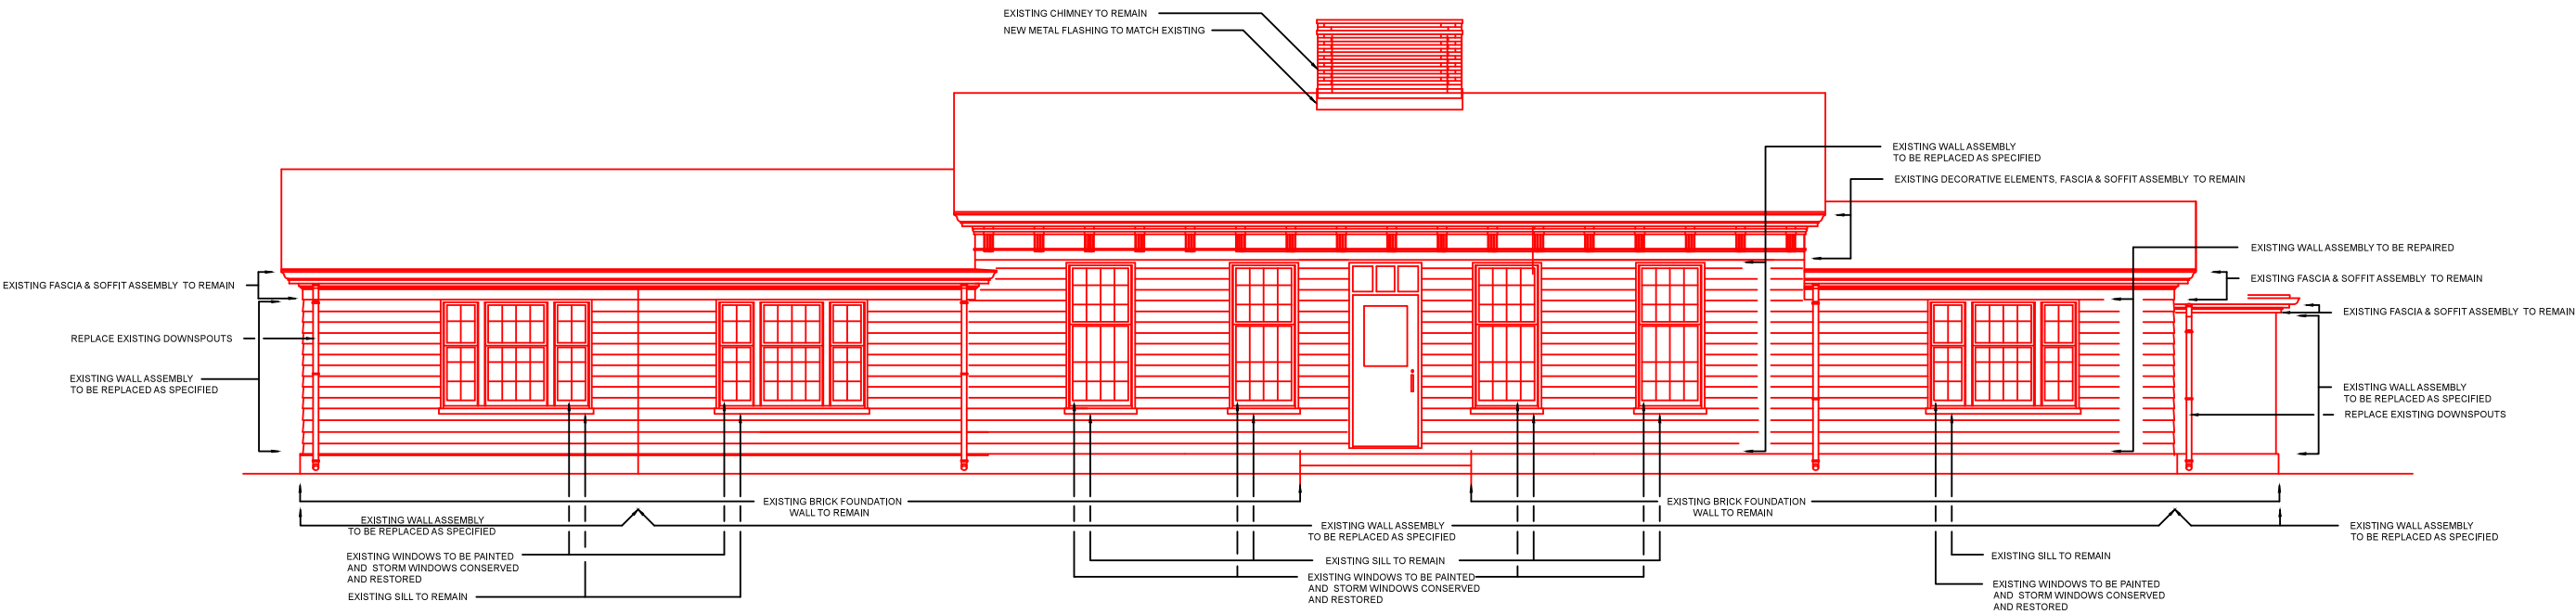 EXISTING CHIMNEY TO REMAIN
NEW METAL FLASHING TO MATCH EXISTING
EXISTING WALL ASSEMBLY
TO BE REPLACED AS SPECIFIED
EXISTING DECORATIVE ELEMENTS, FASCIA & SOFFIT ASSEMBLY TO REMAIN
EXISTING WALL ASSEMBLY TO BE REPAIRED
EXISTING FASCIA & SOFFIT ASSEMBLY TO REMAIN
EXISTING FASCIA & SOFFIT ASSEMBLY TO REMAIN
EXISTING FASCIA & SOFFIT ASSEMBLY TO REMAIN
REPLACE EXISTING DOWNSPOUTS
EXISTING WALL ASSEMBLY
TO BE REPLACED AS SPECIFIED
EXISTING WALL ASSEMBLY
TO BE REPLACED AS SPECIFIED
REPLACE EXISTING DOWNSPOUTS
EXISTING BRICK FOUNDATION
WALL TO REMAIN
EXISTING BRICK FOUNDATION
WALL TO REMAIN
EXISTING WALL ASSEMBLY
TO BE REPLACED AS SPECIFIED
EXISTING WALL ASSEMBLY
TO BE REPLACED AS SPECIFIED
EXISTING WALL ASSEMBLY
TO BE REPLACED AS SPECIFIED
EXISTING WINDOWS TO BE PAINTED
AND STORM WINDOWS CONSERVED
AND RESTORED
EXISTING SILL TO REMAIN
EXISTING SILL TO REMAIN
EXISTING WINDOWS TO BE PAINTED
AND STORM WINDOWS CONSERVED
AND RESTORED
EXISTING SILL TO REMAIN
EXISTING WINDOWS TO BE PAINTED
AND STORM WINDOWS CONSERVED
AND RESTORED